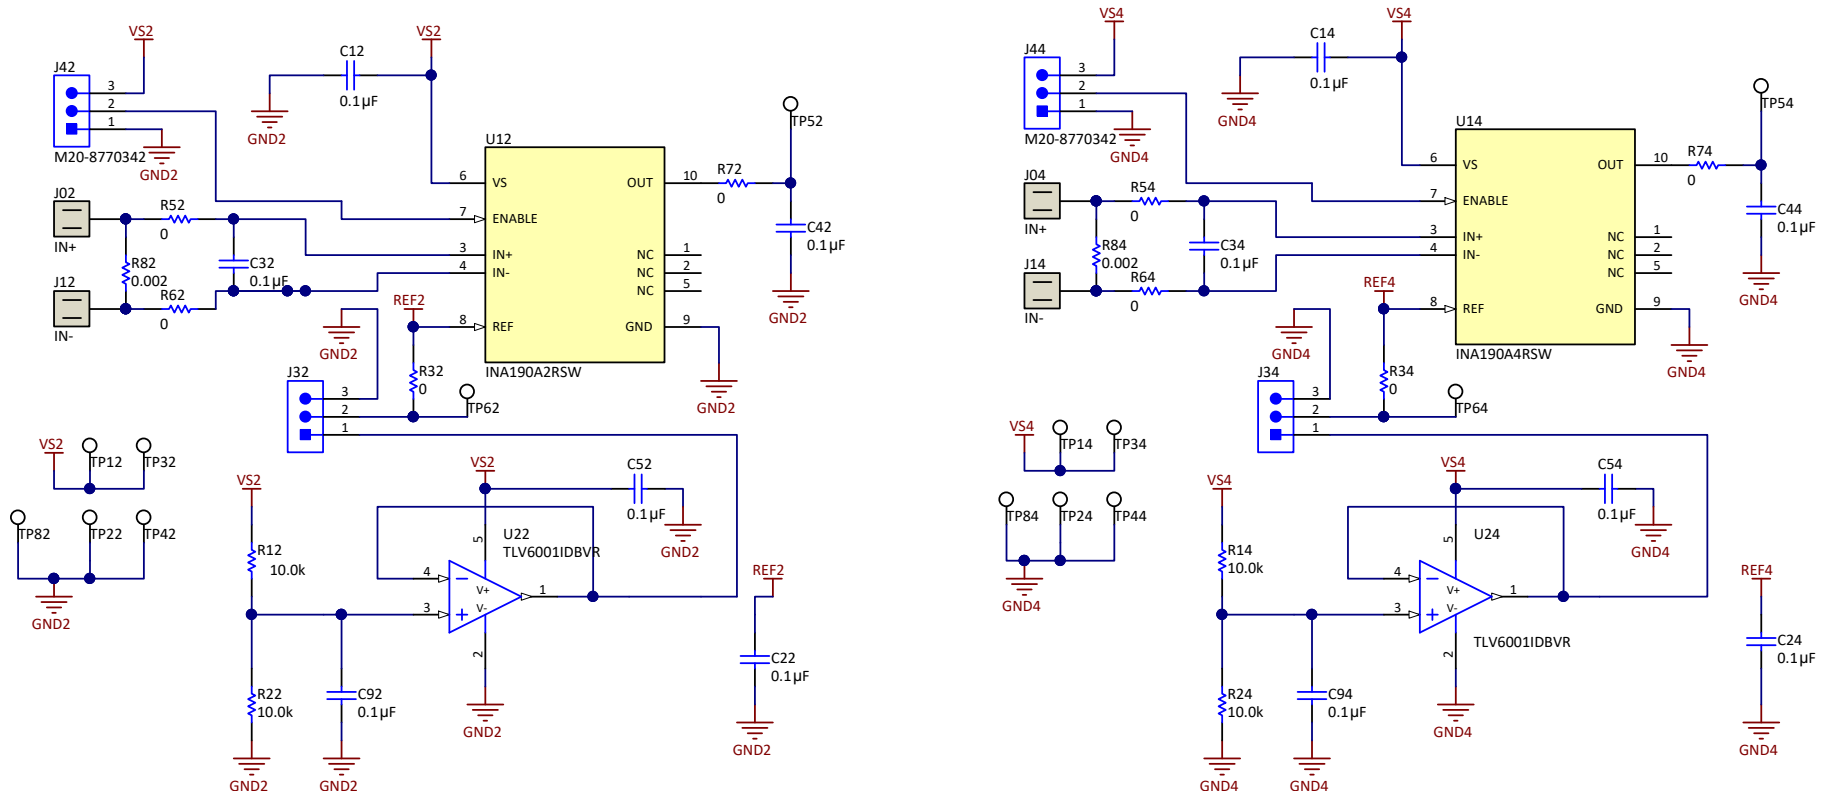 VS2
J42
3
2
1
M20-8770342
GND2
C12
0.1µF
GND2
VS2
J02
IN+
J12
IN-
R52
0
R82
0.002
R62
0
C32
0.1µF
U12
6
VS
7
ENABLE
3
IN+
4
IN-
8
REF
OUT
10
NC
1
NC
2
NC
5
GND
9
INA190A2RSW
R72
0
TP52
C42
0.1µF
GND2
GND2
GND2
REF2
R32
0
TP62
J32
3
2
1
VS2
TP12
TP32
TP82
TP22
TP42
GND2
VS2
R12
10.0k
R22
10.0k
GND2
C92
0.1µF
GND2
VS2
C52
0.1µF
GND2
U22
TLV6001IDBVR
5
4
3
V+
V-
1
2
GND2
REF2
C22
0.1µF
GND2
VS4
J44
3
2
1
M20-8770342
GND4
C14
0.1µF
GND4
VS4
J04
IN+
J14
IN-
R54
0
R84
0.002
R64
0
C34
0.1µF
U14
6
VS
7
ENABLE
3
IN+
4
IN-
8
REF
OUT
10
NC
1
NC
2
NC
5
GND
9
INA190A4RSW
R74
0
TP54
C44
0.1µF
GND4
GND4
GND4
REF4
R34
0
TP64
J34
3
2
1
VS4
TP14
TP34
TP84
TP24
TP44
GND4
VS4
R14
10.0k
R24
10.0k
GND4
C94
0.1µF
GND4
VS4
C54
0.1µF
GND4
U24
5
4
3
V+
V-
1
2
TLV6001IDBVR
GND4
REF4
C24
0.1µF
GND4